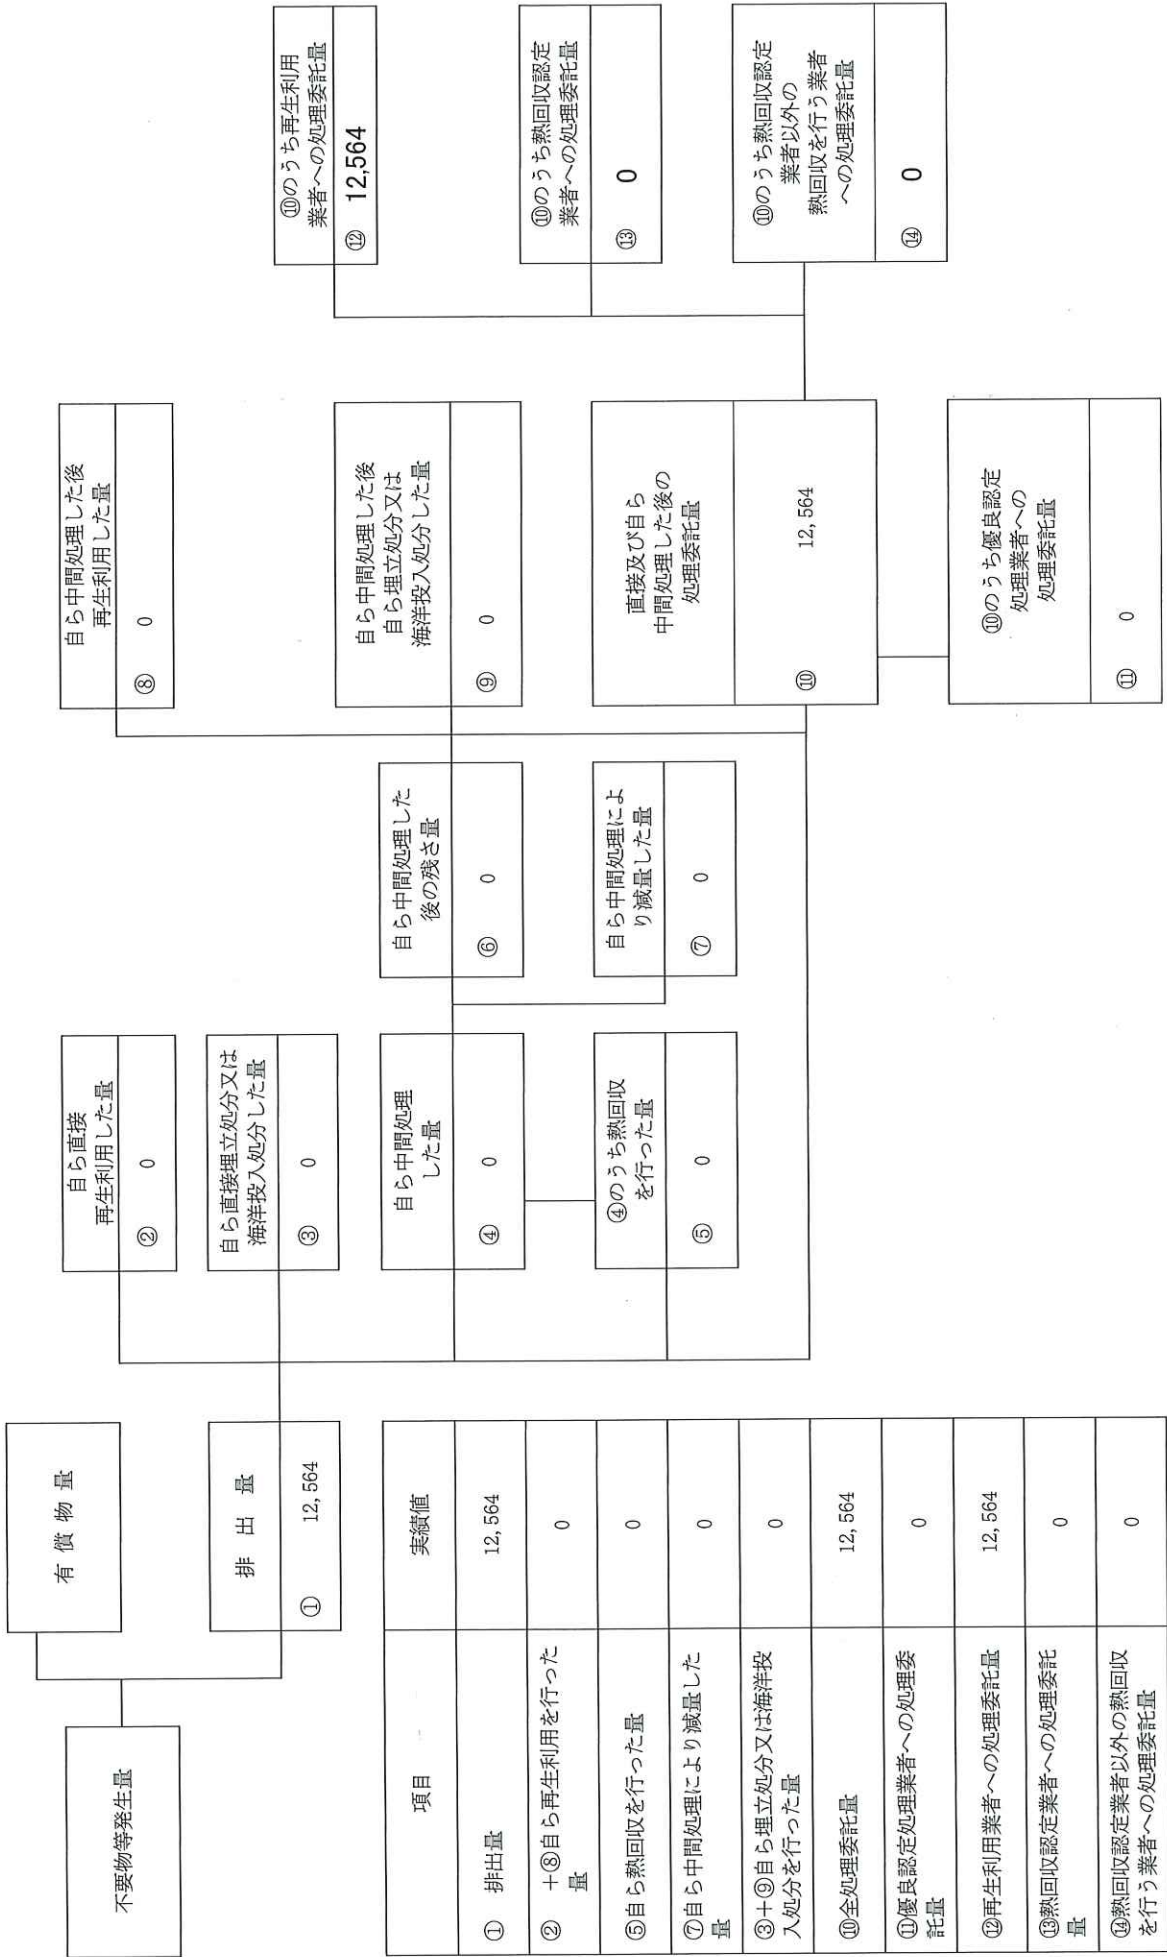 不要物等発生量
有 償 物 量
排 出 量
① 12,564
自ら直接
再生利用した量
② 0
自ら直接埋立処分又は
海洋投入処分した量
③ 0
自ら中間処理
した量
④ 0
④のうち熱回収
を行った量
⑤ 0
自ら中間処理した
後の残さ量
⑥ 0
自ら中間処理によ
り減量した量
⑦ 0
自ら中間処理した後
再生利用した量
⑧ 0
自ら中間処理した後
自ら埋立処分又は
海洋投入処分した量
⑨ 0
直接及び自ら
中間処理した後の
処理委託量
⑩ 12,564
⑩のうち優良認定
処理業者への
処理委託量
⑪ 0
⑩のうち再生利用
業者への処理委託量
⑫ 12,564
⑩のうち熱回収認定
業者への処理委託量
⑬ 0
⑩のうち熱回収認定
業者以外の
熱回収を行う業者
への処理委託量
⑭ 0
項目 実績値
① 排出量 12,564
② +⑧自ら再生利用を行った
量 0
⑤自ら熱回収を行った量 0
⑦自ら中間処理により減量した
量 0
③+⑨自ら埋立処分又は海洋投
入処分を行った量 0
⑩全処理委託量 12,564
⑪優良認定処理業者への処理委
託量 0
⑫再生利用業者への処理委託量 12,564
⑬熱回収認定業者への処理委託
量 0
⑭熱回収認定業者以外の熱回収
を行う業者への処理委託量 0